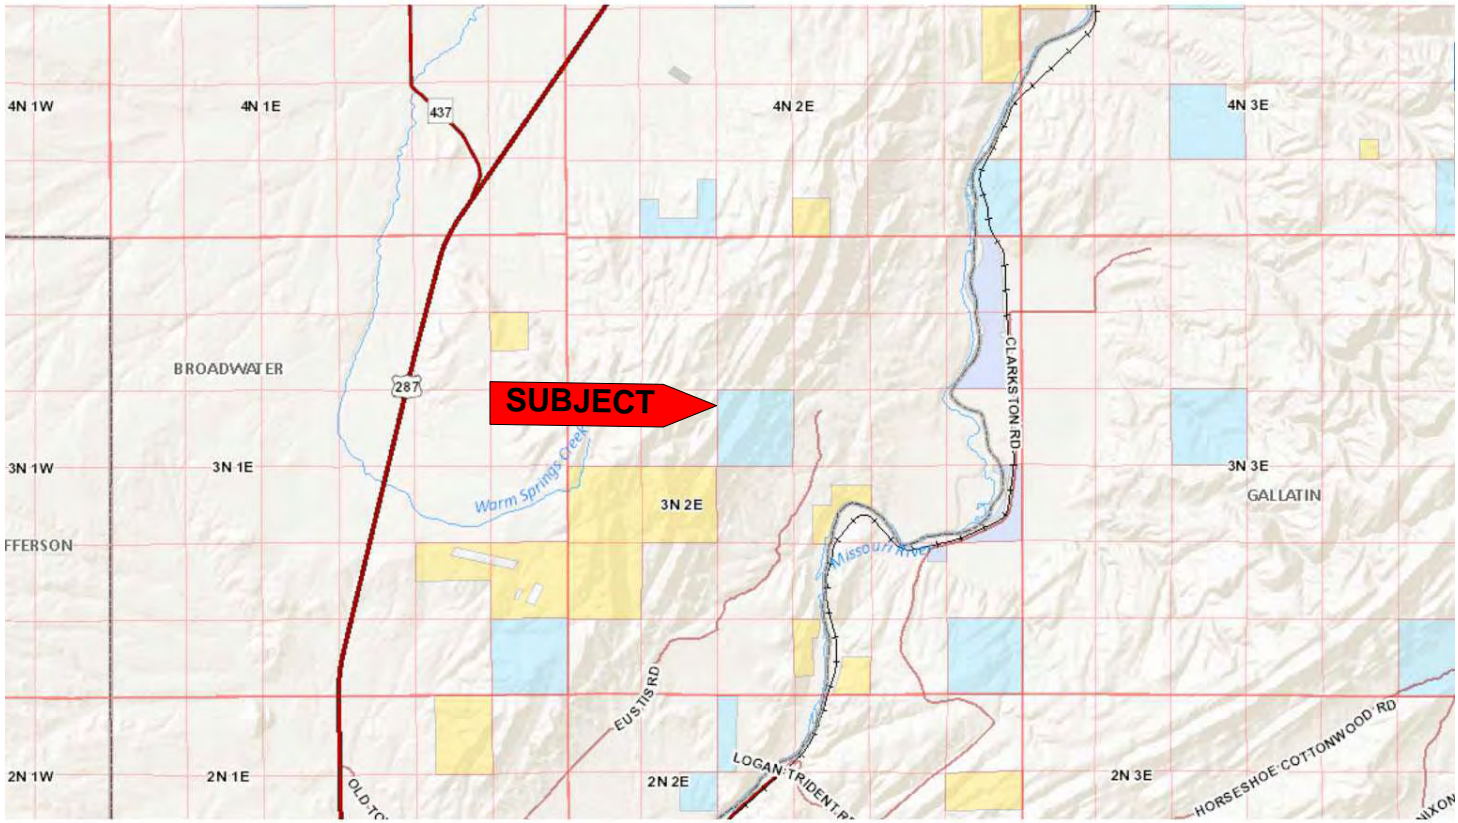 4N 1W
4N 1E
437
4N 2E
4N 3E
BROADWATER
287
SUBJECT
CLARKSTON RD
Warm Springs Creek
3N 1W
3N 1E
3N 2E
3N 3E
GALLATIN
FFERSON
Missouri River
EUSTIS RD
LOGAN TRIDENT R
HORSESHOE COTTONWOOD RD
2N 1W
2N 1E
2N 2E
2N 3E
OLD TO
NIXON